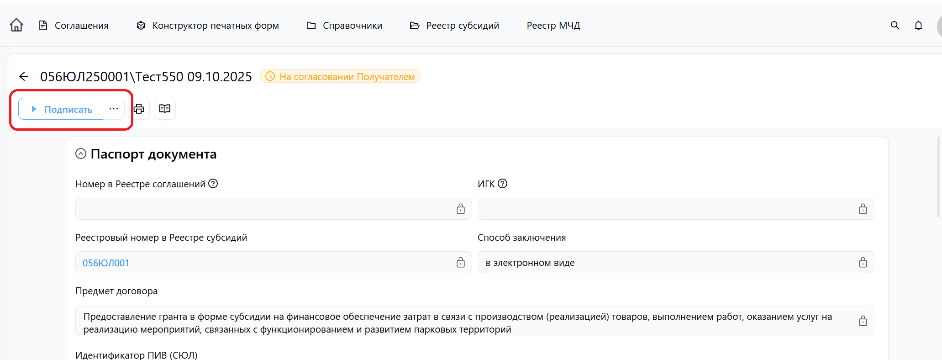 Соглашения Конструктор печатных форм Справочники Реестр субсидий Реестр МЧД
056ЮЛ250001\Тест550 09.10.2025 На согласовании Получателем
Подписать ...
Паспорт документа
Номер в Реестре соглашений ИГК
Реестровый номер в Реестре субсидий Способ заключения
056ЮЛ001 в электронном виде
Предмет договора
Предоставление гранта в форме субсидии на финансовое обеспечение затрат в связи с производством (реализацией) товаров, выполнением работ, оказанием услуг на
реализацию мероприятий, связанных с функционированием и развитием парковых территорий
Идентификатор ПИВ (СЮЛ)